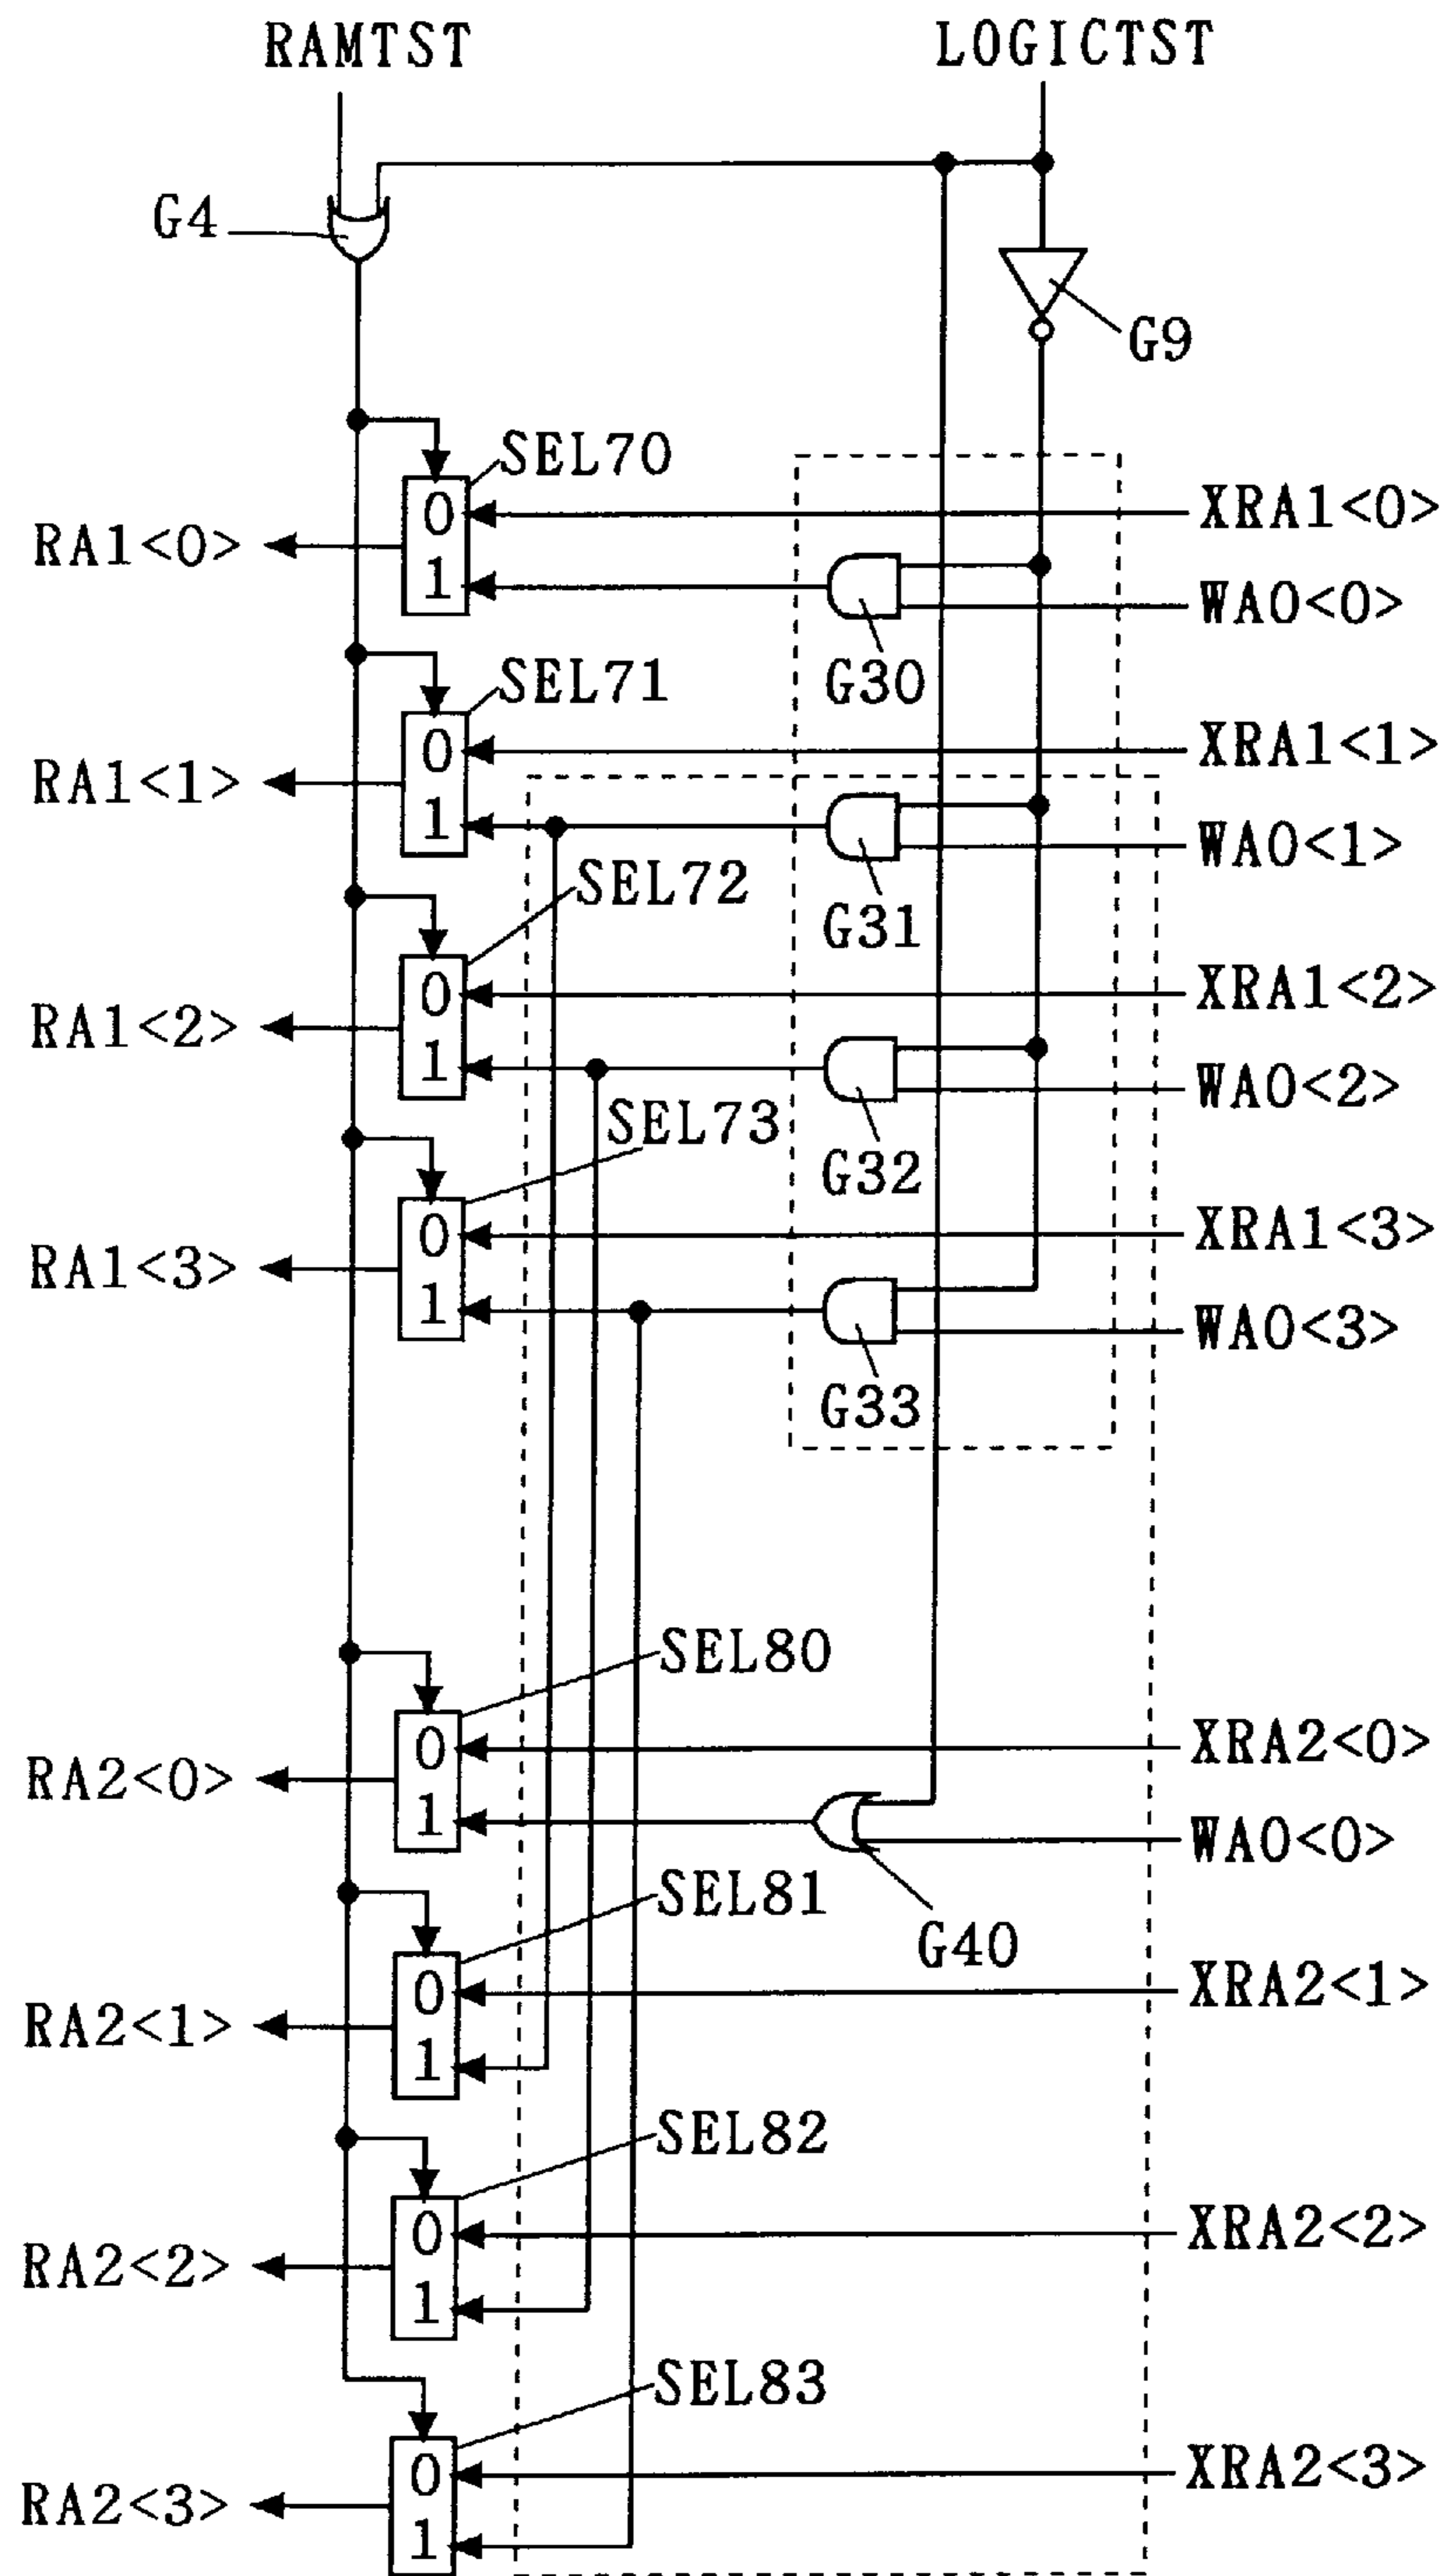 RAMTST
LOGICTST
G4
G9
SEL70
0
1
RA1<0>
XRA1<0>
WA0<0>
G30
SEL71
0
1
RA1<1>
XRA1<1>
WA0<1>
G31
SEL72
0
1
RA1<2>
XRA1<2>
WA0<2>
G32
SEL73
0
1
RA1<3>
XRA1<3>
WA0<3>
G33
SEL80
0
1
RA2<0>
XRA2<0>
WA0<0>
G40
SEL81
0
1
RA2<1>
XRA2<1>
SEL82
0
1
RA2<2>
XRA2<2>
SEL83
0
1
RA2<3>
XRA2<3>